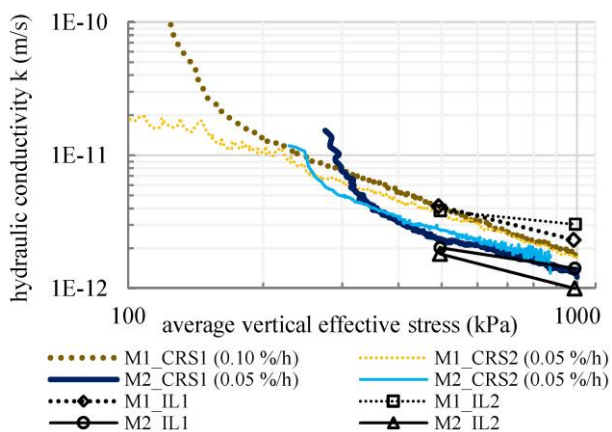 hydraulic conductivity k (m/s)
1E-10
1E-11
1E-12
100
1000
average vertical effective stress (kPa)
M1_CRS1 (0.10 %/h)
M1_CRS2 (0.05 %/h)
M2_CRS1 (0.05 %/h)
M2_CRS2 (0.05 %/h)
M1_IL1
M1_IL2
M2_IL1
M2_IL2